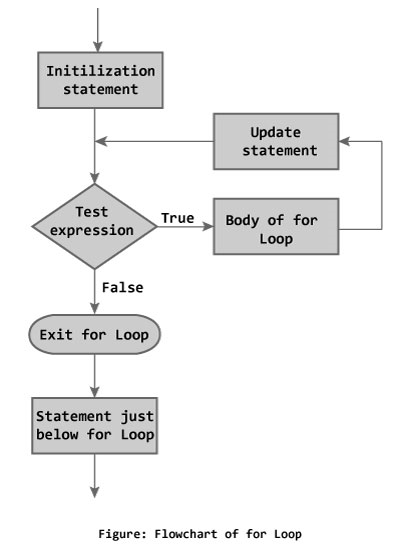 Initilization
statement
Update
statement
Test
expression
True
Body of for
Loop
False
Exit for Loop
Statement just
below for Loop
Figure: Flowchart of for Loop